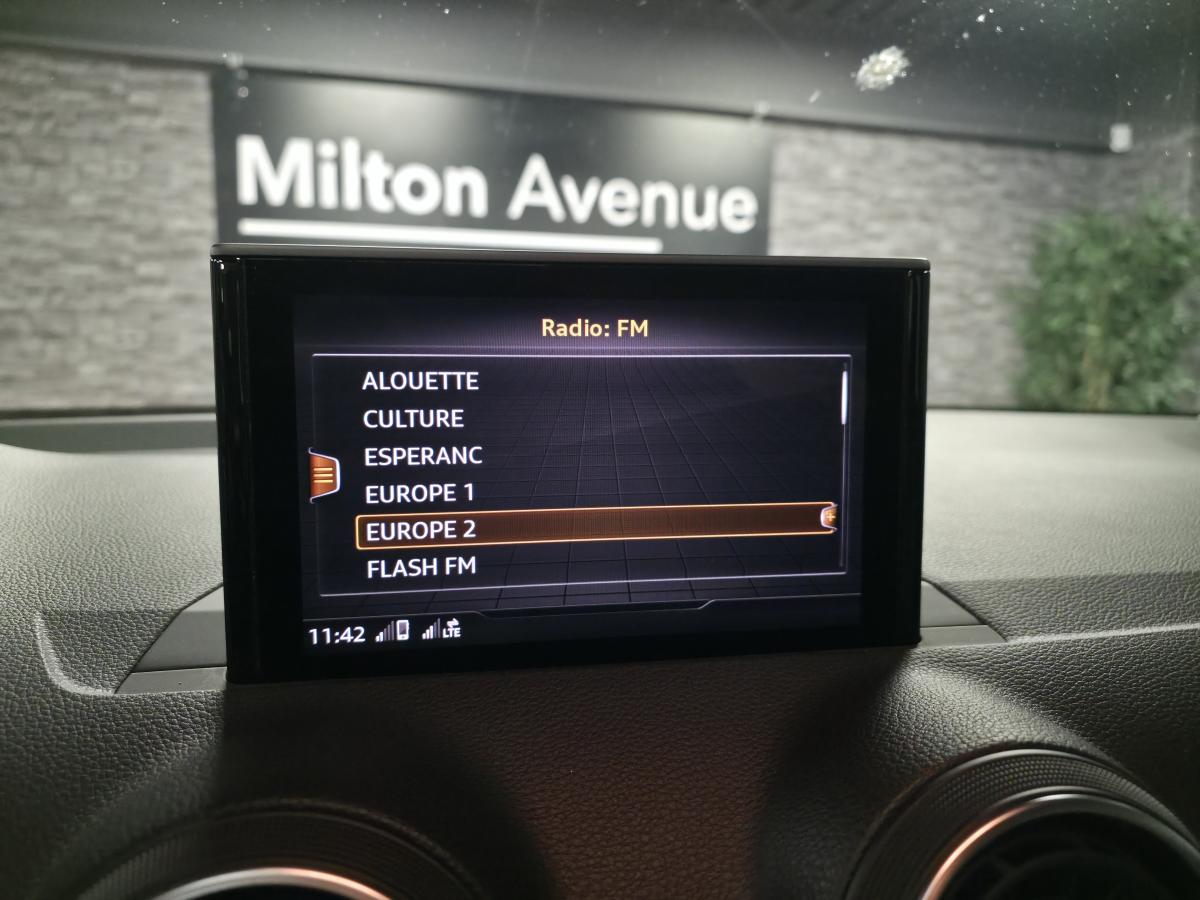 Milton Avenue
Radio: FM
ALOUETTE
CULTURE
ESPERANC
EUROPE 1
EUROPE 2
FLASH FM
11:42 LTE